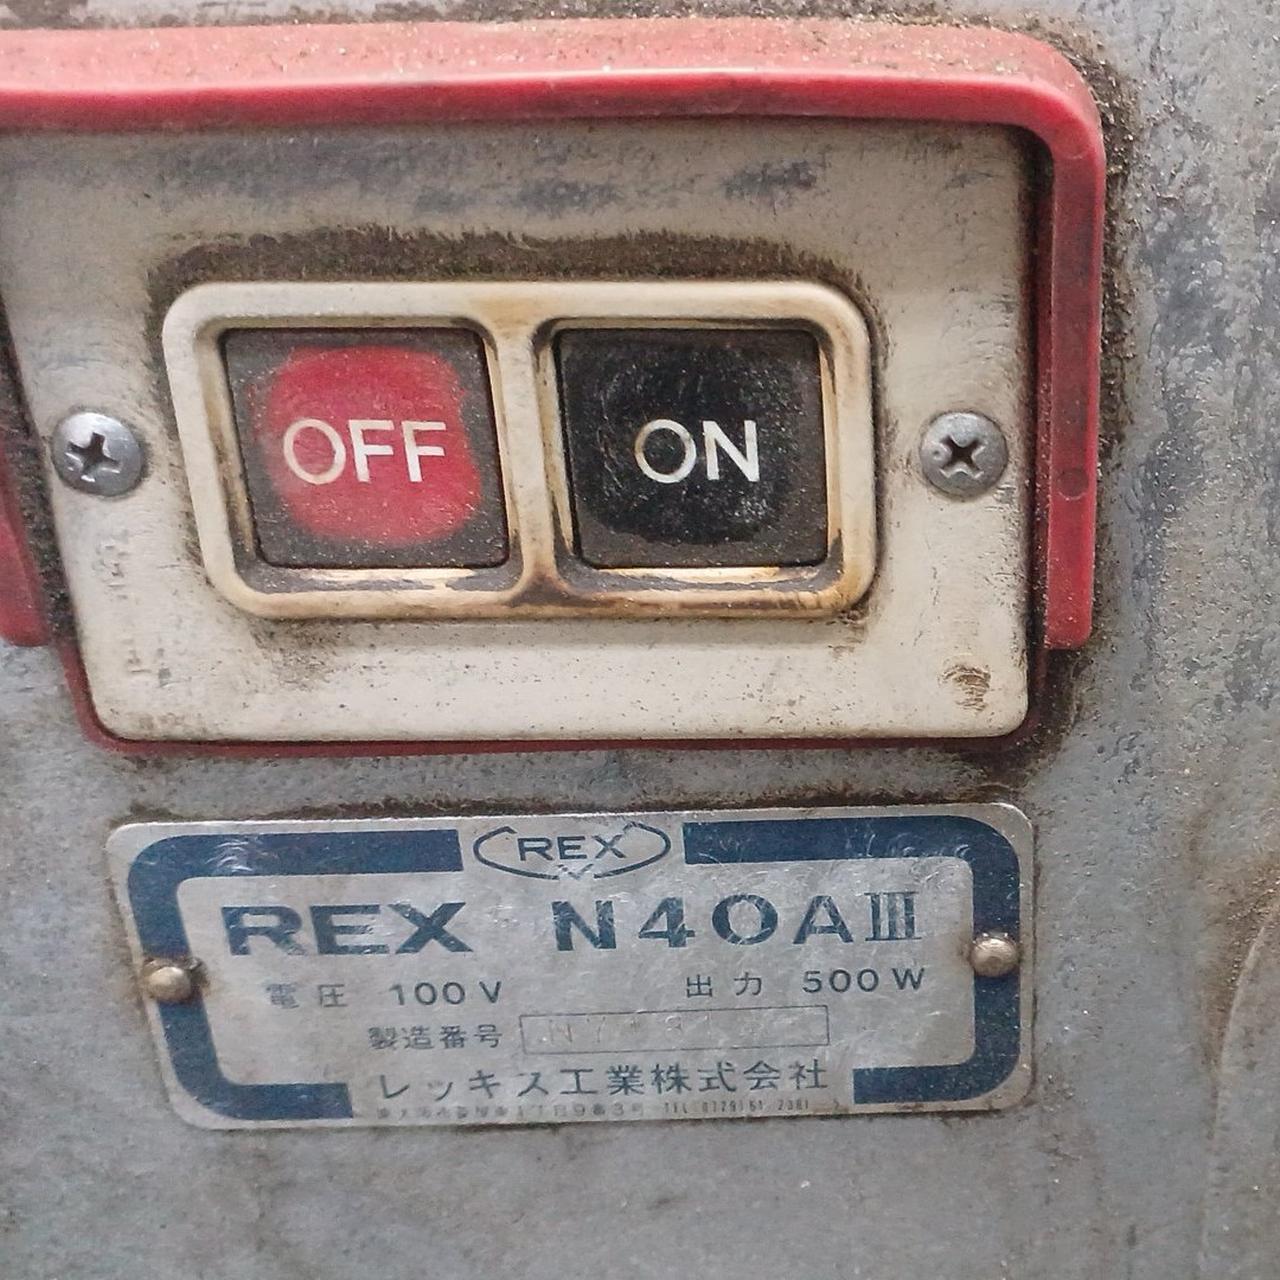 OFF ON
REX
REX N40AIII
電圧 100V 出力 500W
製造番号
レッキス工業株式会社